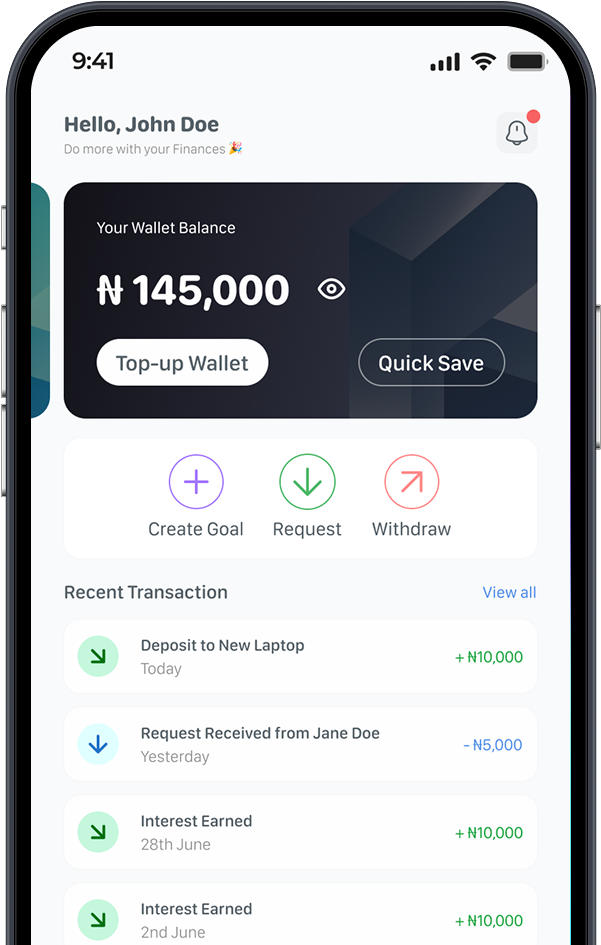 9:41
Hello, John Doe
Do more with your Finances 🎉
Your Wallet Balance
₦ 145,000
Top-up Wallet
Quick Save
Create Goal
Request
Withdraw
Recent Transaction
View all
Deposit to New Laptop
+ ₦10,000
Today
Request Received from Jane Doe
- ₦5,000
Yesterday
Interest Earned
+ ₦10,000
28th June
Interest Earned
+ ₦10,000
2nd June